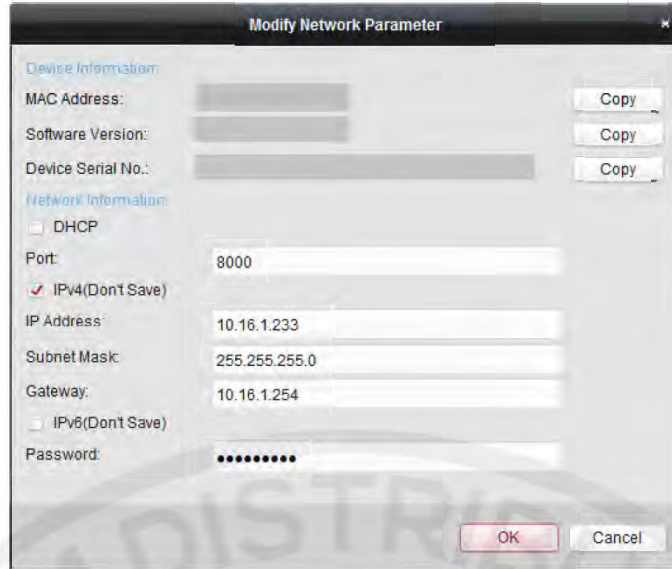 Modify Network Parameter
Device Information:
MAC Address: Copy
Software Version: Copy
Device Serial No.: Copy
Network Information:
DHCP
Port: 8000
IPv4(Don't Save)
IP Address: 10.16.1.233
Subnet Mask: 255.255.255.0
Gateway: 10.16.1.254
IPv6(Don't Save)
Password: •••••••••
OK Cancel